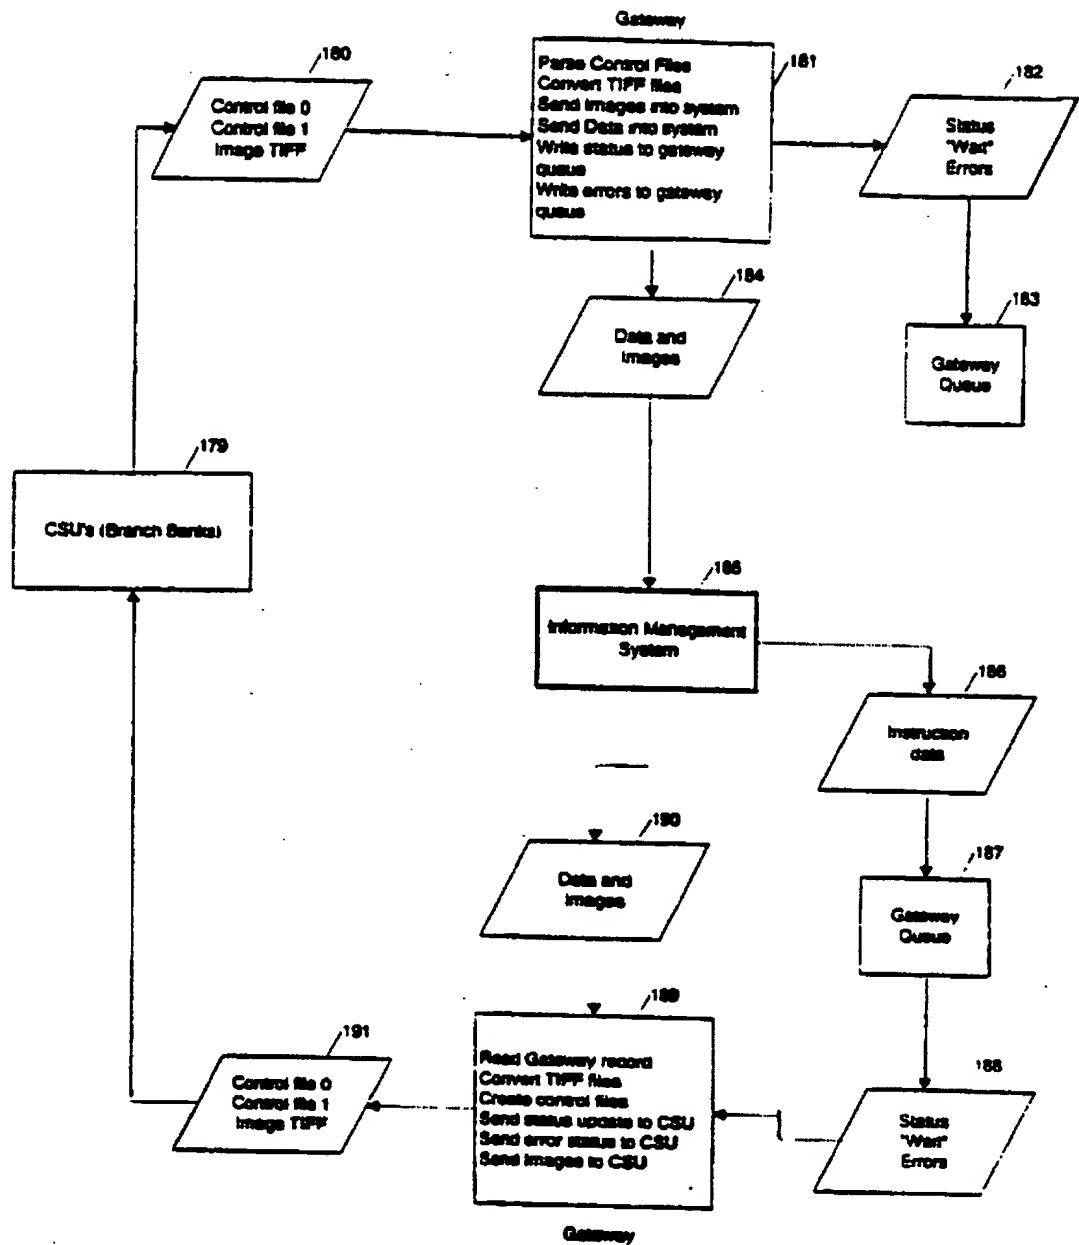 Gateway
180
Control file 0
Control file 1
Image TIFF
181
Parse Control Files
Convert TIFF files
Send Images into system
Send Data into system
Write status to gateway
queue
Write errors to gateway
queue
182
Status
"Wait"
Errors
184
Data and
Images
183
Gateway
Queue
179
CSU's (Branch Banks)
185
Information Management
System
186
Instruction
data
190
Data and
Images
187
Gateway
Queue
189
Read Gateway record
Convert TIFF files
Create control files
Send status update to CSU
Send error status to CSU
Send Images to CSU
191
Control file 0
Control file 1
Image TIFF
188
Status
"Wait"
Errors
Gateway